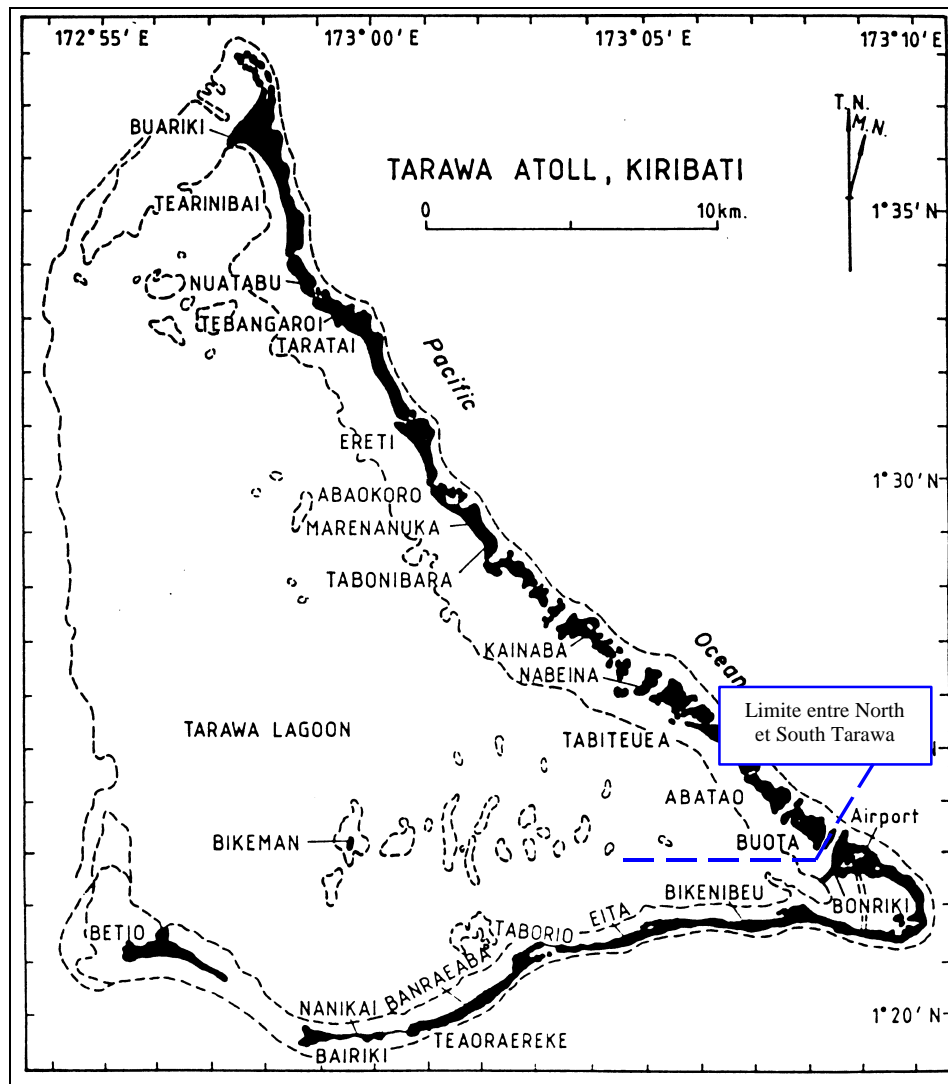 172°55′ E
173°00′ E
173°05′ E
173°10′ E
T.N.
M.N.
BUARIKI
TARAWA ATOLL, KIRIBATI
TEARINIBAI
0
10km.
1°35′ N
NUATABU
TEBANGAROI
TARATAI
Pacific
ERETI
1°30′ N
ABAOKORO
MARENANUKA
TABONIBARA
KAINABA
Ocean
NABEINA
Limite entre North
et South Tarawa
TARAWA LAGOON
TABITEUEA
ABATAO
Airport
BIKEMAN
BUOTA
BIKENIBEU
BONRIKI
EITA
BETIO
TABORIO
BANRAEABA
NANIKAI
1°20′ N
TEAORAEREKE
BAIRIKI